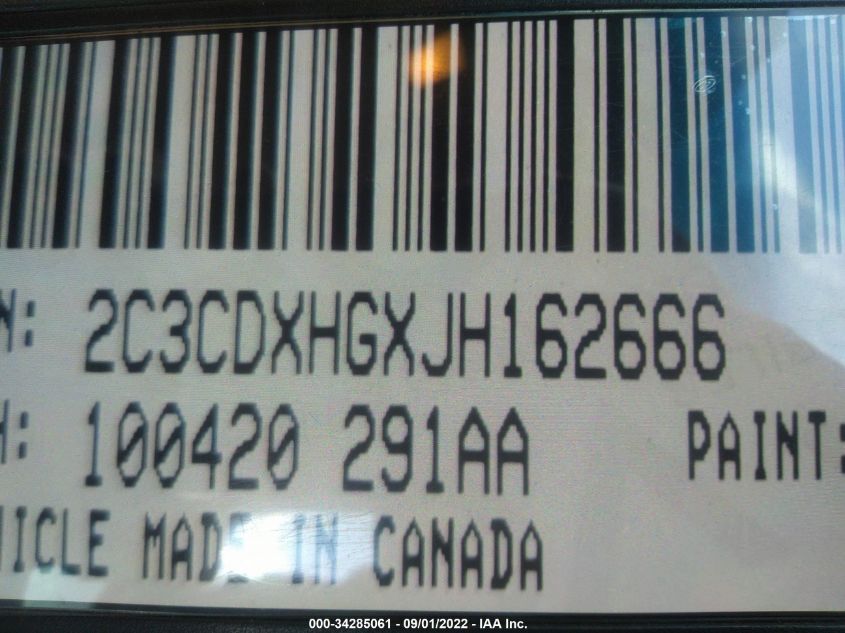 N: 2C3CDXHGXJH162666
H: 100420 291AA PAINT:
HICLE MADE IN CANADA
000-34285061 - 09/01/2022 - IAA Inc.